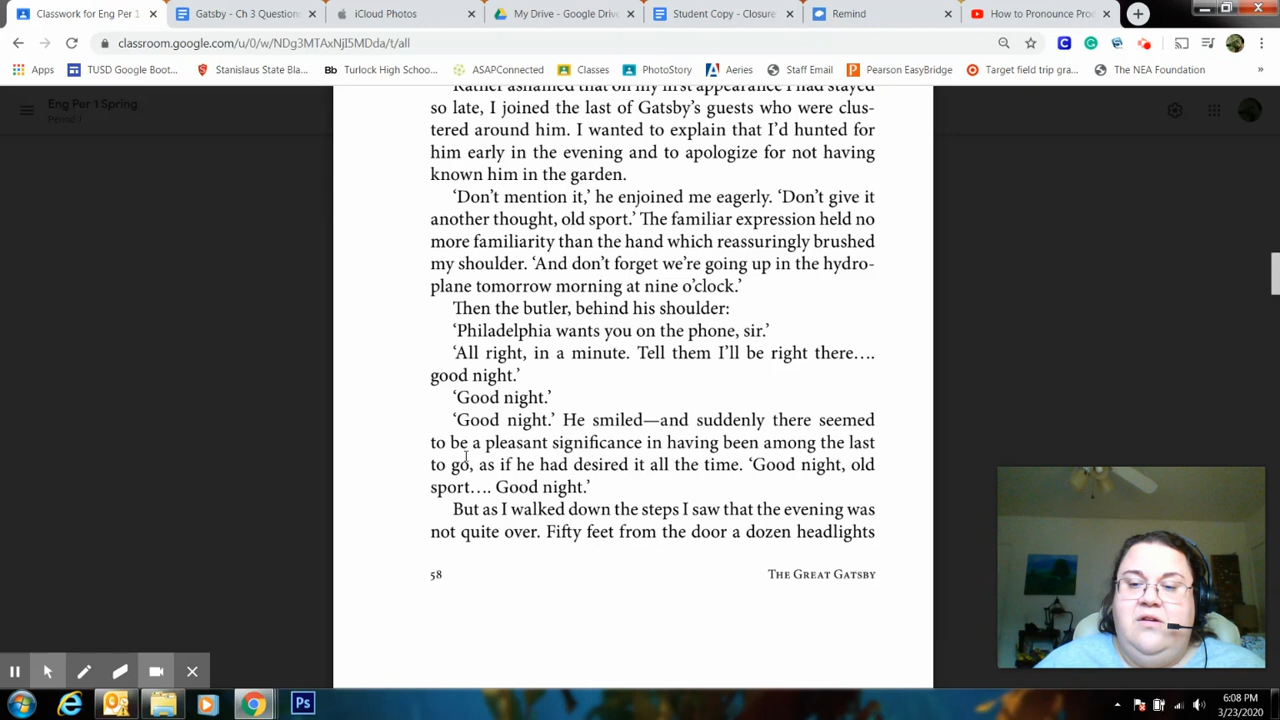 Classwork for Eng Per 1
Gatsby - Ch 3 Question
iCloud Photos
My Drive - Google Drive
Student Copy - Closure
Remind
How to Pronounce Proc
classroom.google.com/u/0/w/NDg3MTAxNjI5MDda/t/all
Apps
TUSD Google Boot...
Stanislaus State Bla...
Bb Turlock High Schoo...
ASAPConnected
Classes
PhotoStory
Aeries
Staff Email
Pearson EasyBridge
Target field trip gra...
The NEA Foundation
Eng Per 1 Spring
Period 1
Rather ashamed that on my first appearance I had stayed
so late, I joined the last of Gatsby's guests who were clus-
tered around him. I wanted to explain that I'd hunted for
him early in the evening and to apologize for not having
known him in the garden.
‘Don't mention it,’ he enjoined me eagerly. ‘Don't give it
another thought, old sport.’ The familiar expression held no
more familiarity than the hand which reassuringly brushed
my shoulder. ‘And don't forget we're going up in the hydro-
plane tomorrow morning at nine o'clock.’
Then the butler, behind his shoulder:
‘Philadelphia wants you on the phone, sir.’
‘All right, in a minute. Tell them I'll be right there....
good night.’
‘Good night.’
‘Good night.’ He smiled—and suddenly there seemed
to be a pleasant significance in having been among the last
to go, as if he had desired it all the time. ‘Good night, old
sport.... Good night.’
But as I walked down the steps I saw that the evening was
not quite over. Fifty feet from the door a dozen headlights
58
The Great Gatsby
Ps
6:08 PM
3/23/2020